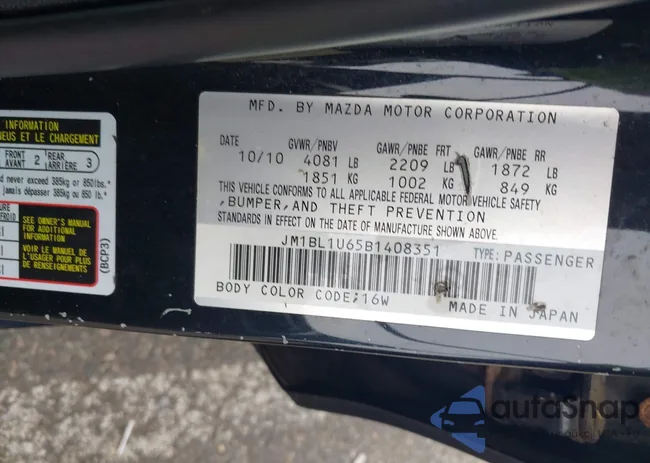 INFORMATION
NEUS ET LE CHARGEMENT
FRONT AVANT 2 REAR ARRIÈRE 3
d never exceed 385kg or 850lbs."
jamais dépasser 385kg ou 850 lb."
SEE OWNER'S MANUAL
FOR ADDITIONAL
INFORMATION
VOIR LE MANUEL DE
L'USAGER POUR PLUS
DE RENSEIGNEMENTS
(BCP3)
MFD. BY MAZDA MOTOR CORPORATION
DATE GVWR/PNBV GAWR/PNBE FRT GAWR/PNBE RR
10/10 4081 LB 2209 LB 1872 LB
1851 KG 1002 KG 849 KG
THIS VEHICLE CONFORMS TO ALL APPLICABLE FEDERAL MOTOR VEHICLE SAFETY
,BUMPER,AND THEFT PREVENTION
STANDARDS IN EFFECT ON THE DATE OF MANUFACTURE SHOWN ABOVE.
JM1BL1U65B1408351 TYPE:PASSENGER
BODY COLOR CODE:16W MADE IN JAPAN
autoSnap